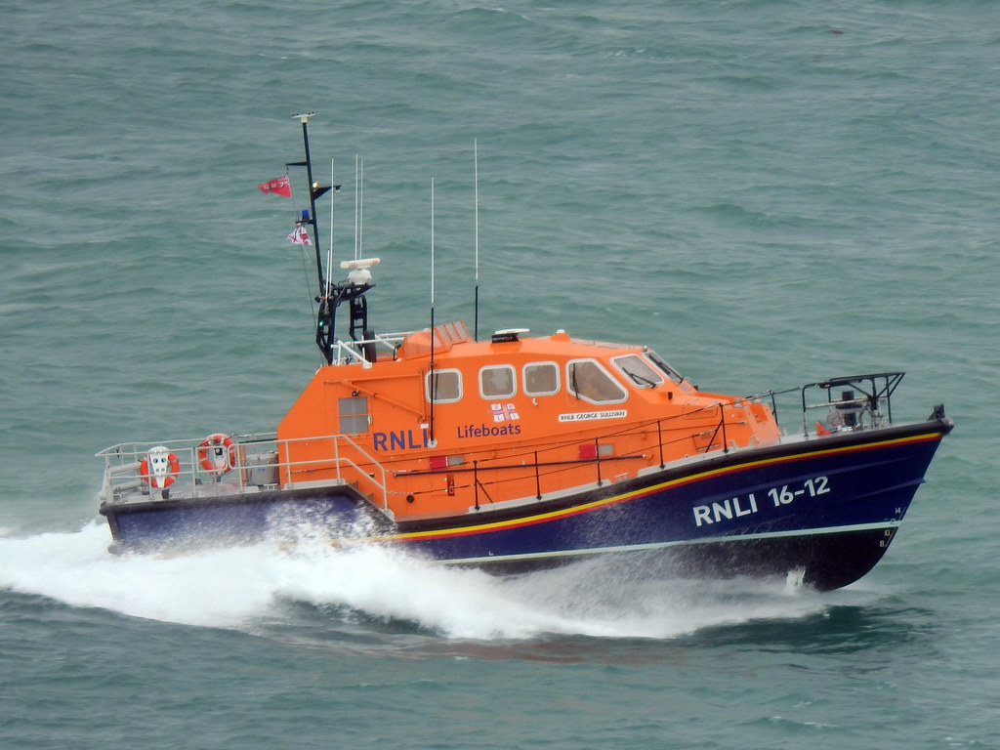 RNLI
Lifeboats
RNLB GEORGE SULLIVAN
RNLI 16-12